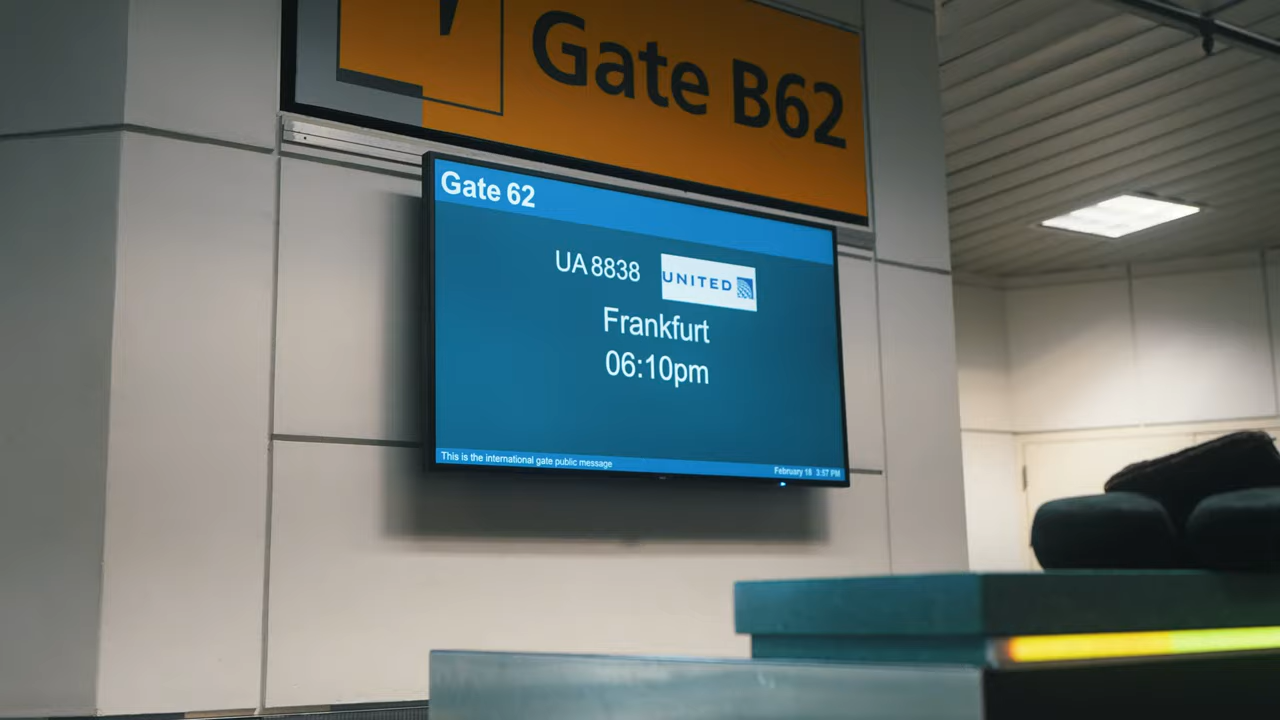 Gate B62
Gate 62
UA 8838 UNITED
Frankfurt
06:10pm
This is the international gate public message
February 18 3:57 PM